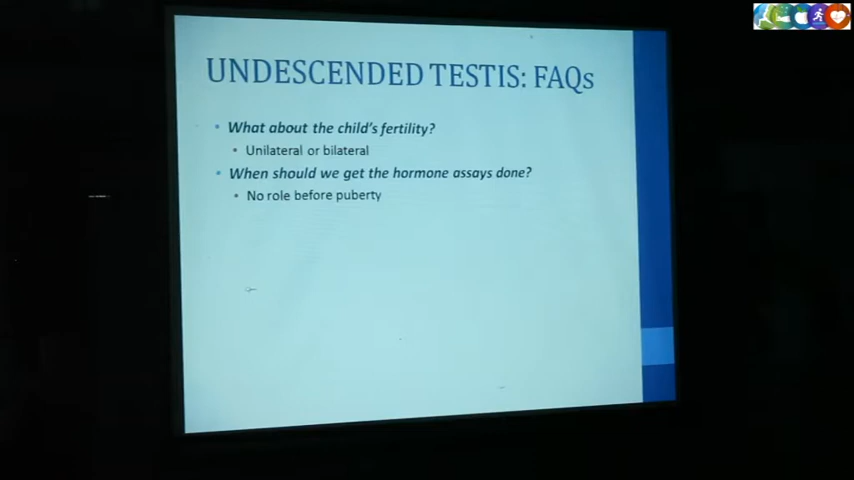 UNDESCENDED TESTIS: FAQs
What about the child's fertility?
Unilateral or bilateral
When should we get the hormone assays done?
No role before puberty